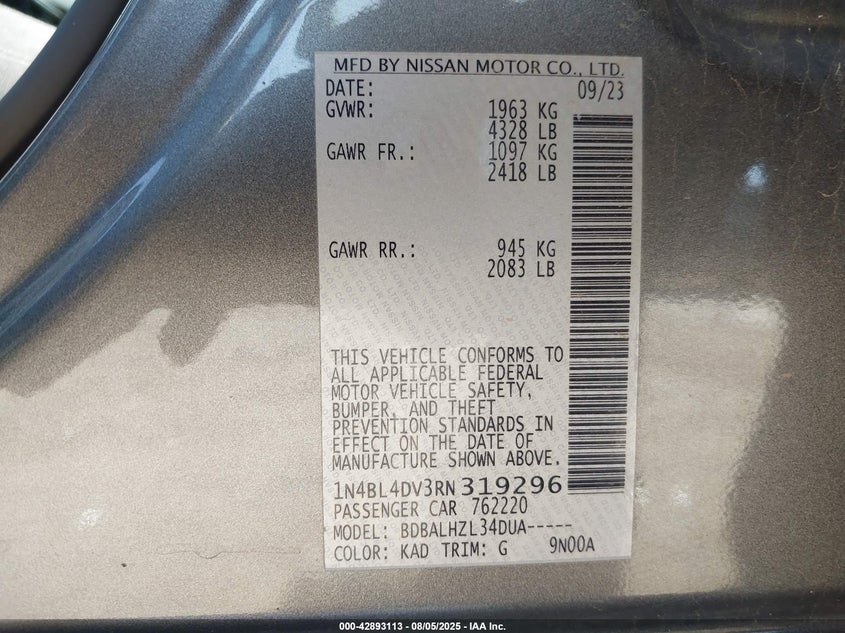 MFD BY NISSAN MOTOR CO., LTD.
DATE: 09/23
GVWR: 1963 KG
4328 LB
GAWR FR.: 1097 KG
2418 LB
GAWR RR.: 945 KG
2083 LB
THIS VEHICLE CONFORMS TO
ALL APPLICABLE FEDERAL
MOTOR VEHICLE SAFETY,
BUMPER, AND THEFT
PREVENTION STANDARDS IN
EFFECT ON THE DATE OF
MANUFACTURE SHOWN ABOVE.
1N4BL4DV3RN319296
PASSENGER CAR 762220
MODEL: BDBALHZL34DUA-----
COLOR: KAD TRIM: G 9N00A
000-42893113 - 08/05/2025 - IAA Inc.